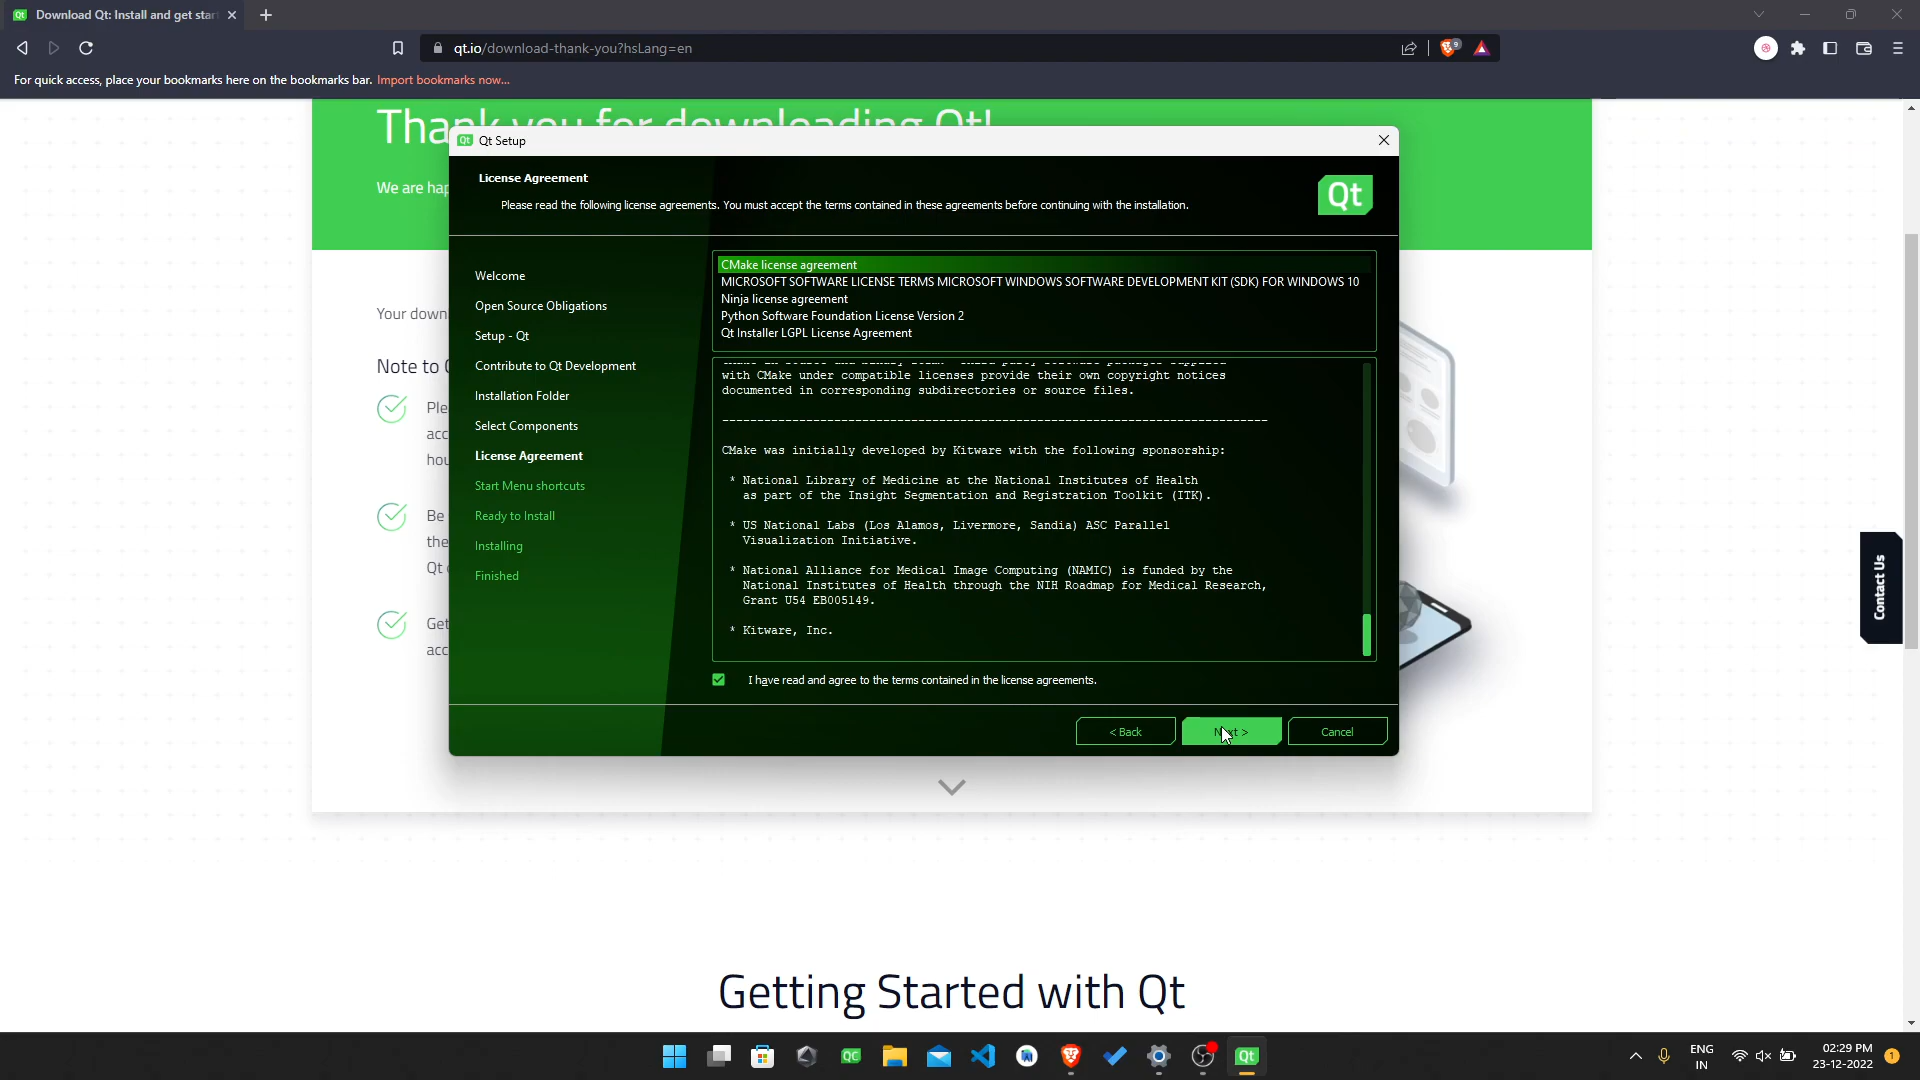 Download Qt: Install and get star
qt.io/download-thank-you?hsLang=en
9
For quick access, place your bookmarks here on the bookmarks bar. Import bookmarks now...
Thank you for downloading Qt!
We are hap
Your down
Note to
Ple
acc
hou
Be
the
Qt
Get
acc
Qt Qt Setup
License Agreement
Please read the following license agreements. You must accept the terms contained in these agreements before continuing with the installation.
Qt
Welcome
Open Source Obligations
Setup - Qt
Contribute to Qt Development
Installation Folder
Select Components
License Agreement
Start Menu shortcuts
Ready to Install
Installing
Finished
CMake license agreement
MICROSOFT SOFTWARE LICENSE TERMS MICROSOFT WINDOWS SOFTWARE DEVELOPMENT KIT (SDK) FOR WINDOWS 10
Ninja license agreement
Python Software Foundation License Version 2
Qt Installer LGPL License Agreement
with CMake under compatible licenses provide their own copyright notices
documented in corresponding subdirectories or source files.
------------------------------------------------------------------------------
CMake was initially developed by Kitware with the following sponsorship:
* National Library of Medicine at the National Institutes of Health
as part of the Insight Segmentation and Registration Toolkit (ITK).
* US National Labs (Los Alamos, Livermore, Sandia) ASC Parallel
Visualization Initiative.
* National Alliance for Medical Image Computing (NAMIC) is funded by the
National Institutes of Health through the NIH Roadmap for Medical Research,
Grant U54 EB005149.
* Kitware, Inc.
I have read and agree to the terms contained in the license agreements.
< Back
Next >
Cancel
Contact Us
Getting Started with Qt
QC
Qt
ENG
IN
02:29 PM
23-12-2022
1